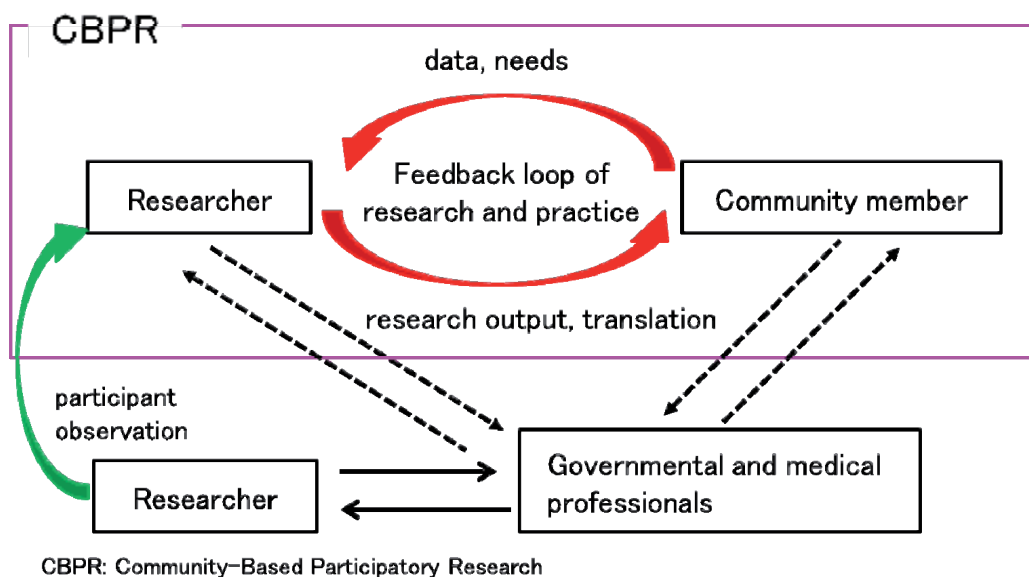 CBPR
data, needs
Researcher
Feedback loop of
research and practice
Community member
research output, translation
participant
observation
Researcher
Governmental and medical
professionals
CBPR: Community-Based Participatory Research